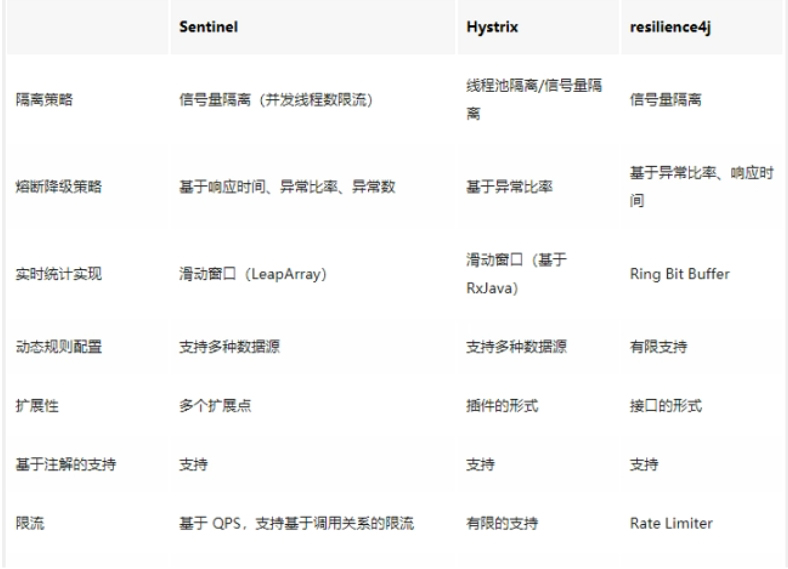 Sentinel Hystrix resilience4j
隔离策略 信号量隔离（并发线程数限流） 线程池隔离/信号量隔
离 信号量隔离
熔断降级策略 基于响应时间、异常比率、异常数 基于异常比率 基于异常比率、响应时
间
实时统计实现 滑动窗口（LeapArray） 滑动窗口（基于
RxJava） Ring Bit Buffer
动态规则配置 支持多种数据源 支持多种数据源 有限支持
扩展性 多个扩展点 插件的形式 接口的形式
基于注解的支持 支持 支持 支持
限流 基于 QPS，支持基于调用关系的限流 有限的支持 Rate Limiter